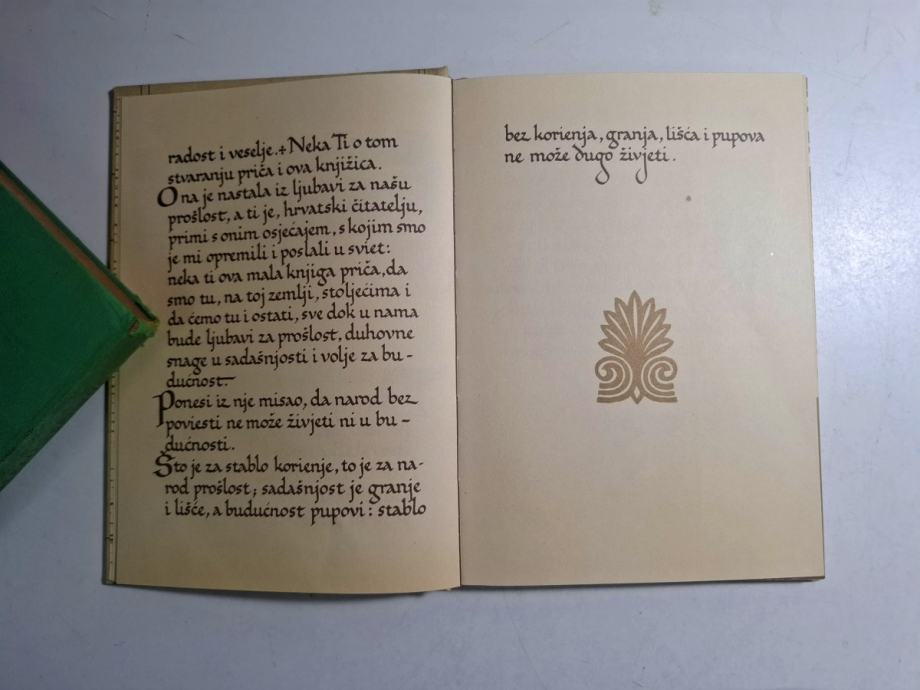 radost i veselje.+ Neka Ti o tom
stvaranju priča i ova knjižica.
Ona je nastala iz ljubavi za našu
prošlost, a ti je, hrvatski čitatelju,
primi s onim osjećajem, s kojim smo
je mi opremili i poslali u sviet:
neka ti ova mala knjiga priča, da
smo tu, na toj zemlji, stoljećima i
da ćemo tu i ostati, sve dok u nama
bude ljubavi za prošlost, duhovne
snage u sadašnjosti i volje za bu-
dućnost.
Ponesi iz nje misao, da narod bez
poviesti ne može živjeti ni u bu-
dućnosti.
Što je za stablo korienje, to je za na-
rod prošlost; sadašnjost je granje
i lišće, a budućnost pupovi: stablo
bez korienja, granja, lišća i pupova
ne može dugo živjeti.